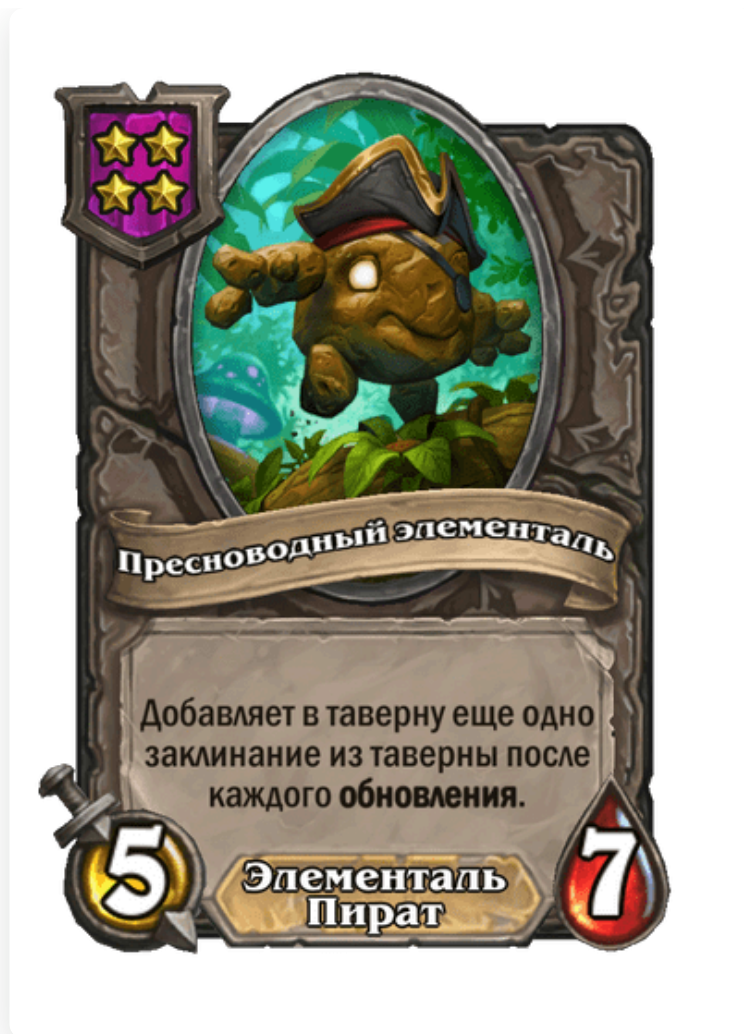 Пресноводный элементаль
Добавляет в таверну еще одно
заклинание из таверны после
каждого обновления.
5
Элементаль
Пират
7